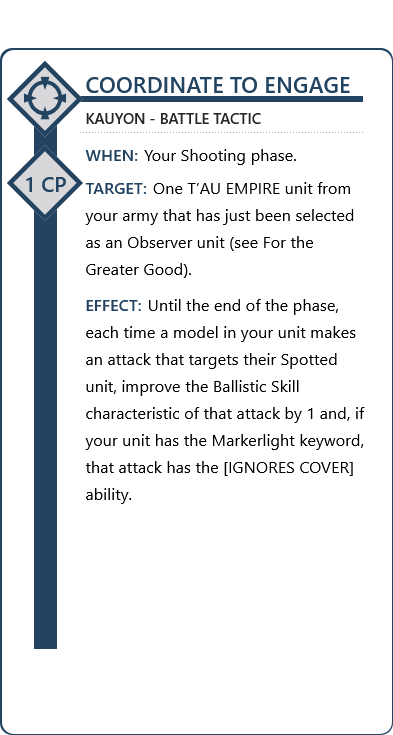 COORDINATE TO ENGAGE
KAUYON - BATTLE TACTIC
WHEN: Your Shooting phase.
1 CP
TARGET: One T'AU EMPIRE unit from
your army that has just been selected
as an Observer unit (see For the
Greater Good).
EFFECT: Until the end of the phase,
each time a model in your unit makes
an attack that targets their Spotted
unit, improve the Ballistic Skill
characteristic of that attack by 1 and, if
your unit has the Markerlight keyword,
that attack has the [IGNORES COVER]
ability.